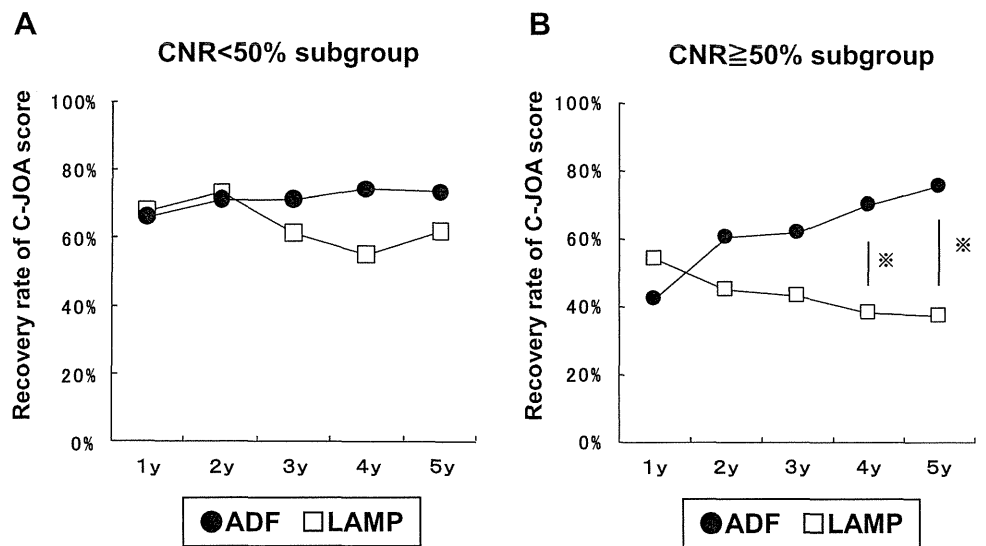 A
CNR<50% subgroup
Recovery rate of C-JOA score
100%
80%
60%
40%
20%
0%
1y 2y 3y 4y 5y
●ADF □LAMP
B
CNR≧50% subgroup
Recovery rate of C-JOA score
100%
80%
60%
40%
20%
0%
※
※
1y 2y 3y 4y 5y
●ADF □LAMP